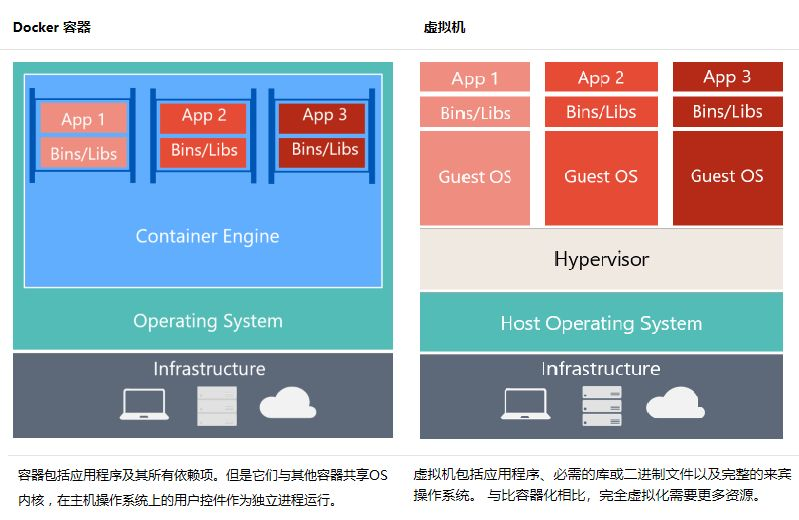 Docker 容器
虚拟机
App 1
App 2
App 3
Bins/Libs
Bins/Libs
Bins/Libs
Container Engine
Operating System
Infrastructure
App 1
App 2
App 3
Bins/Libs
Bins/Libs
Bins/Libs
Guest OS
Guest OS
Guest OS
Hypervisor
Host Operating System
Infrastructure
容器包括应用程序及其所有依赖项。但是它们与其他容器共享OS
内核，在主机操作系统上的用户控件作为独立进程运行。
虚拟机包括应用程序、必需的库或二进制文件以及完整的来宾
操作系统。 与比容器化相比，完全虚拟化需要更多资源。